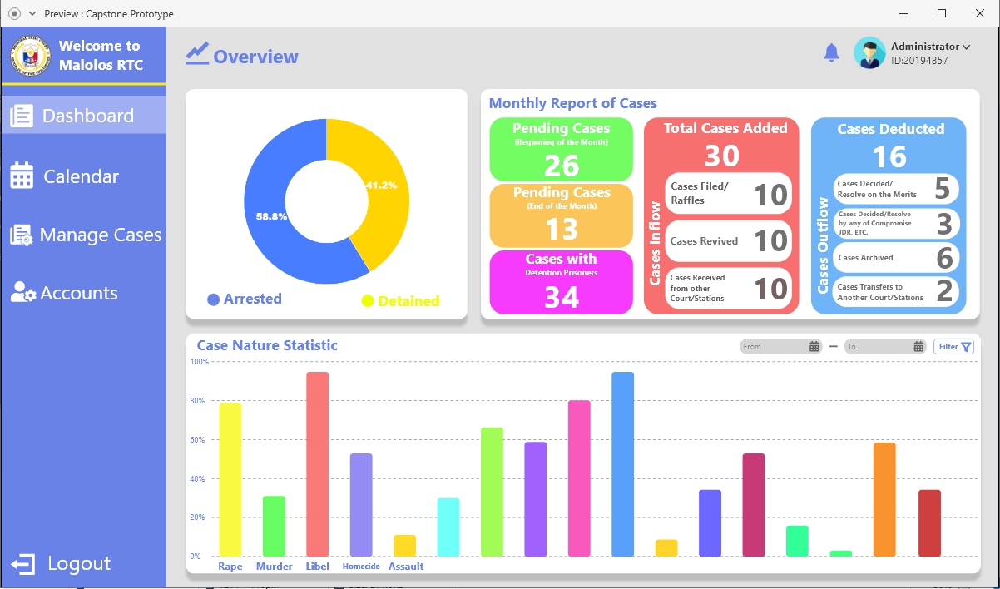 Preview : Capstone Prototype
Welcome to
Malolos RTC
Dashboard
Calendar
Manage Cases
Accounts
Logout
Overview
Administrator
ID:20194857
41.2%
58.8%
Arrested
Detained
Monthly Report of Cases
Pending Cases
(Beginning of the Month)
26
Pending Cases
(End of the Month)
13
Cases with
Detention Prisoners
34
Total Cases Added
30
Cases Inflow
Cases Filed/
Raffles
10
Cases Revived
10
Cases Received
from other
Court/Stations
10
Cases Deducted
16
Cases Outflow
Cases Decided/
Resolve on the Merits
5
Cases Decided/Resolve
by way of Compromise
JDR, ETC.
3
Cases Archived
6
Cases Transfers to
Another Court/Stations
2
Case Nature Statistic
From
To
Filter
100%
80%
60%
40%
20%
0%
Rape
Murder
Libel
Homecide
Assault